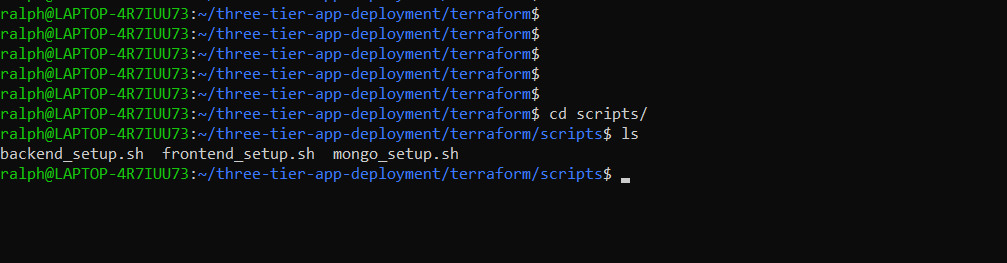 ralph@LAPTOP-4R7IUU73:~/three-tier-app-deployment/terraform$
ralph@LAPTOP-4R7IUU73:~/three-tier-app-deployment/terraform$
ralph@LAPTOP-4R7IUU73:~/three-tier-app-deployment/terraform$
ralph@LAPTOP-4R7IUU73:~/three-tier-app-deployment/terraform$
ralph@LAPTOP-4R7IUU73:~/three-tier-app-deployment/terraform$
ralph@LAPTOP-4R7IUU73:~/three-tier-app-deployment/terraform$ cd scripts/
ralph@LAPTOP-4R7IUU73:~/three-tier-app-deployment/terraform/scripts$ ls
backend_setup.sh  frontend_setup.sh  mongo_setup.sh
ralph@LAPTOP-4R7IUU73:~/three-tier-app-deployment/terraform/scripts$